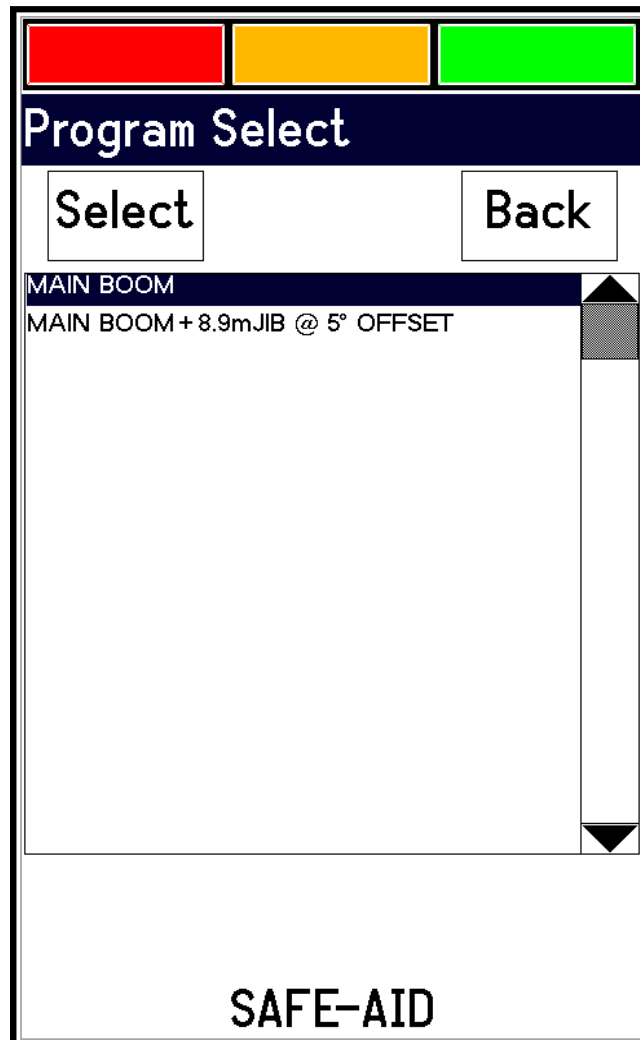 Program Select
Select Back
MAIN BOOM
MAIN BOOM + 8.9mJIB @ 5° OFFSET
SAFE-AID